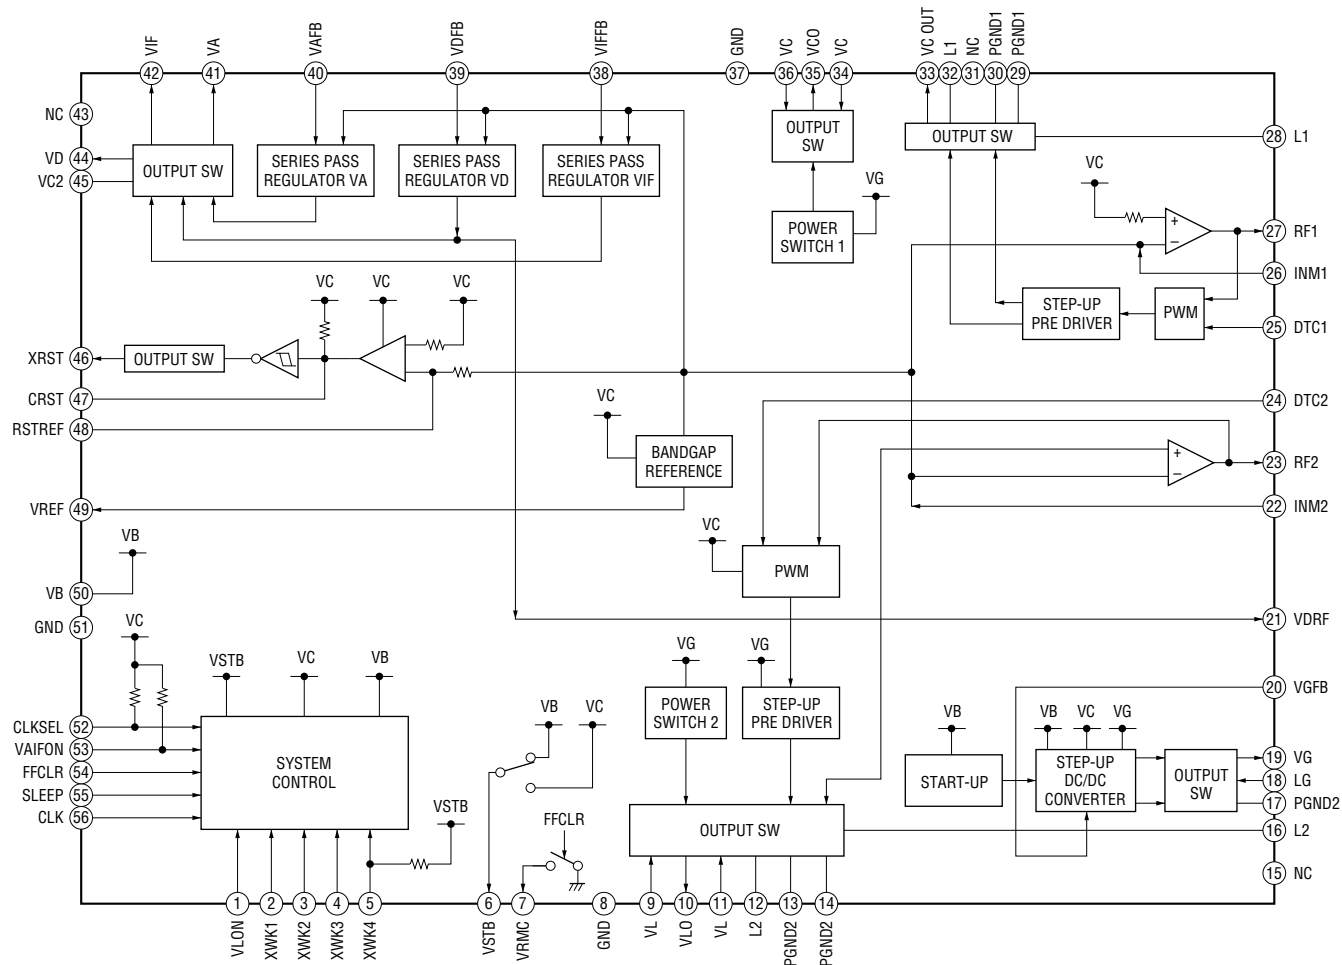 VIF
VA
VAFB
VDFB
VIFFB
GND
VC
VCO
VC
VC OUT
L1
NC
PGND1
PGND1
42
41
40
39
38
37
36
35
34
33
32
31
30
29
NC 43
VD 44
VC2 45
OUTPUT SW
SERIES PASS
REGULATOR VA
SERIES PASS
REGULATOR VD
SERIES PASS
REGULATOR VIF
OUTPUT
SW
VG
POWER
SWITCH 1
OUTPUT SW
28 L1
VC
+
−
27 RF1
26 INM1
STEP-UP
PRE DRIVER
PWM
25 DTC1
VC
VC
VC
XRST 46
OUTPUT SW
CRST 47
RSTREF 48
VC
BANDGAP
REFERENCE
24 DTC2
+
−
23 RF2
VREF 49
22 INM2
VB
VC
PWM
VB 50
GND 51
21 VDRF
VC
VSTB
VC
VB
VG
VG
20 VGFB
CLKSEL 52
VAIFON 53
FFCLR 54
SLEEP 55
CLK 56
SYSTEM
CONTROL
VB
VC
POWER
SWITCH 2
STEP-UP
PRE DRIVER
VB
START-UP
VB
VC
VG
STEP-UP
DC/DC
CONVERTER
OUTPUT
SW
19 VG
18 LG
17 PGND2
VSTB
FFCLR
OUTPUT SW
16 L2
15 NC
1
2
3
4
5
6
7
8
9
10
11
12
13
14
VLON
XWK1
XWK2
XWK3
XWK4
VSTB
VRMC
GND
VL
VLO
VL
L2
PGND2
PGND2